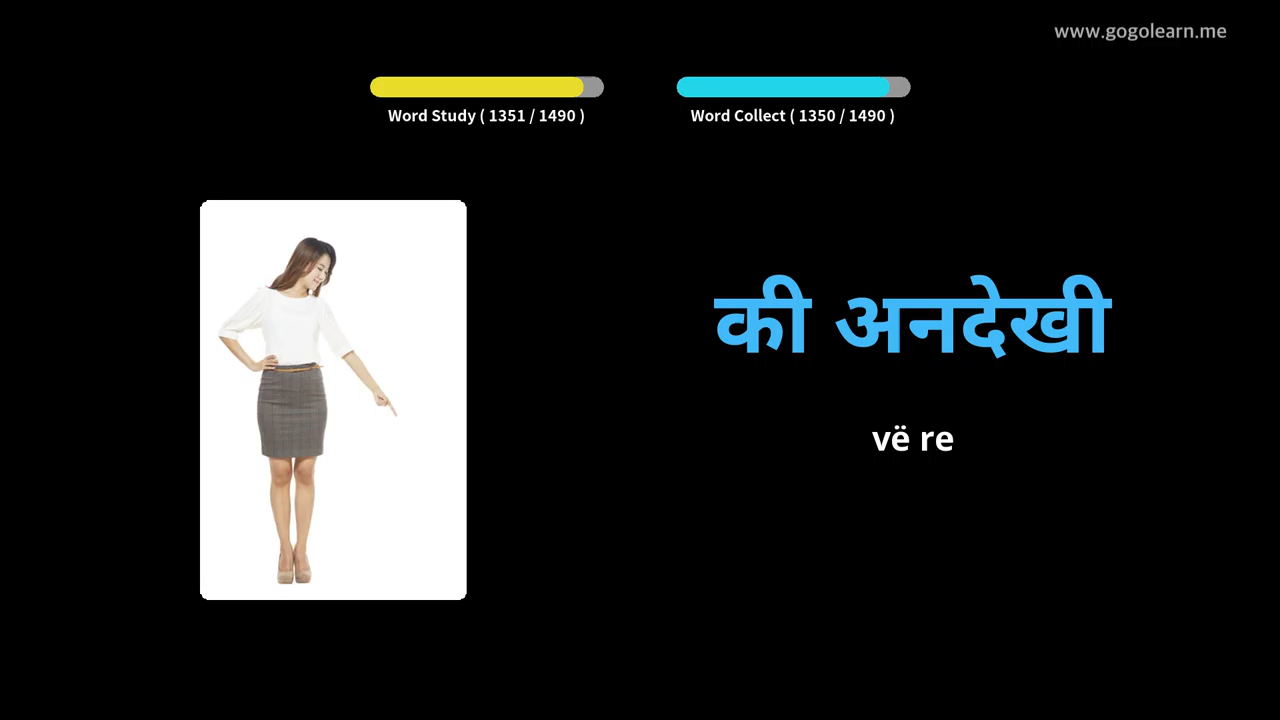 www.gogolearn.me
Word Study ( 1351 / 1490 )
Word Collect ( 1350 / 1490 )
की अनदेखी
vë re